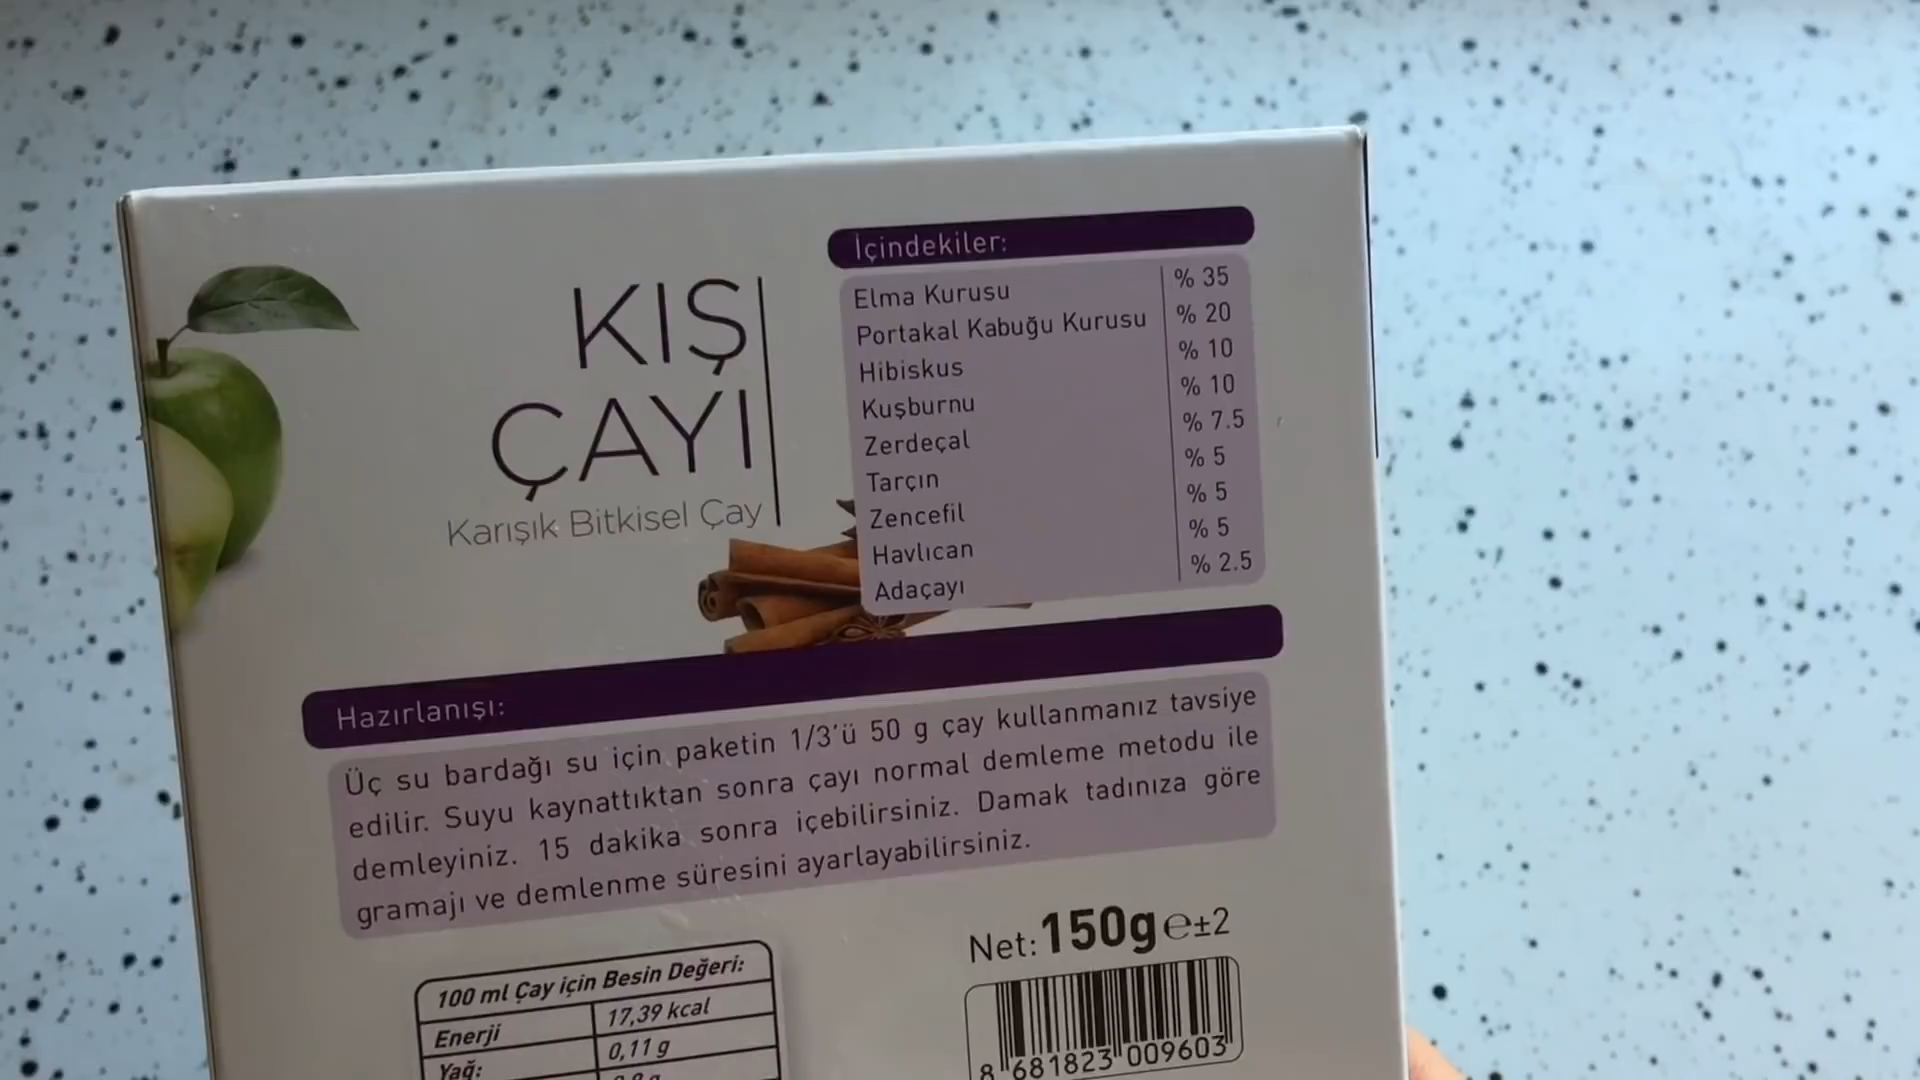 KIŞ
ÇAYI
Karışık Bitkisel Çay
İçindekiler:
Elma Kurusu % 35
Portakal Kabuğu Kurusu % 20
Hibiskus % 10
Kuşburnu % 10
Zerdeçal % 7.5
Tarçın % 5
Zencefil % 5
Havlıcan % 5
Adaçayı % 2.5
Hazırlanışı:
Üç su bardağı su için paketin 1/3'ü 50 g çay kullanmanız tavsiye
edilir. Suyu kaynattıktan sonra çayı normal demleme metodu ile
demleyiniz. 15 dakika sonra içebilirsiniz. Damak tadınıza göre
gramajı ve demlenme süresini ayarlayabilirsiniz.
100 ml Çay için Besin Değeri:
Enerji 17,39 kcal
Yağ: 0,11 g
Net: 150g e±2
8 681823 009603